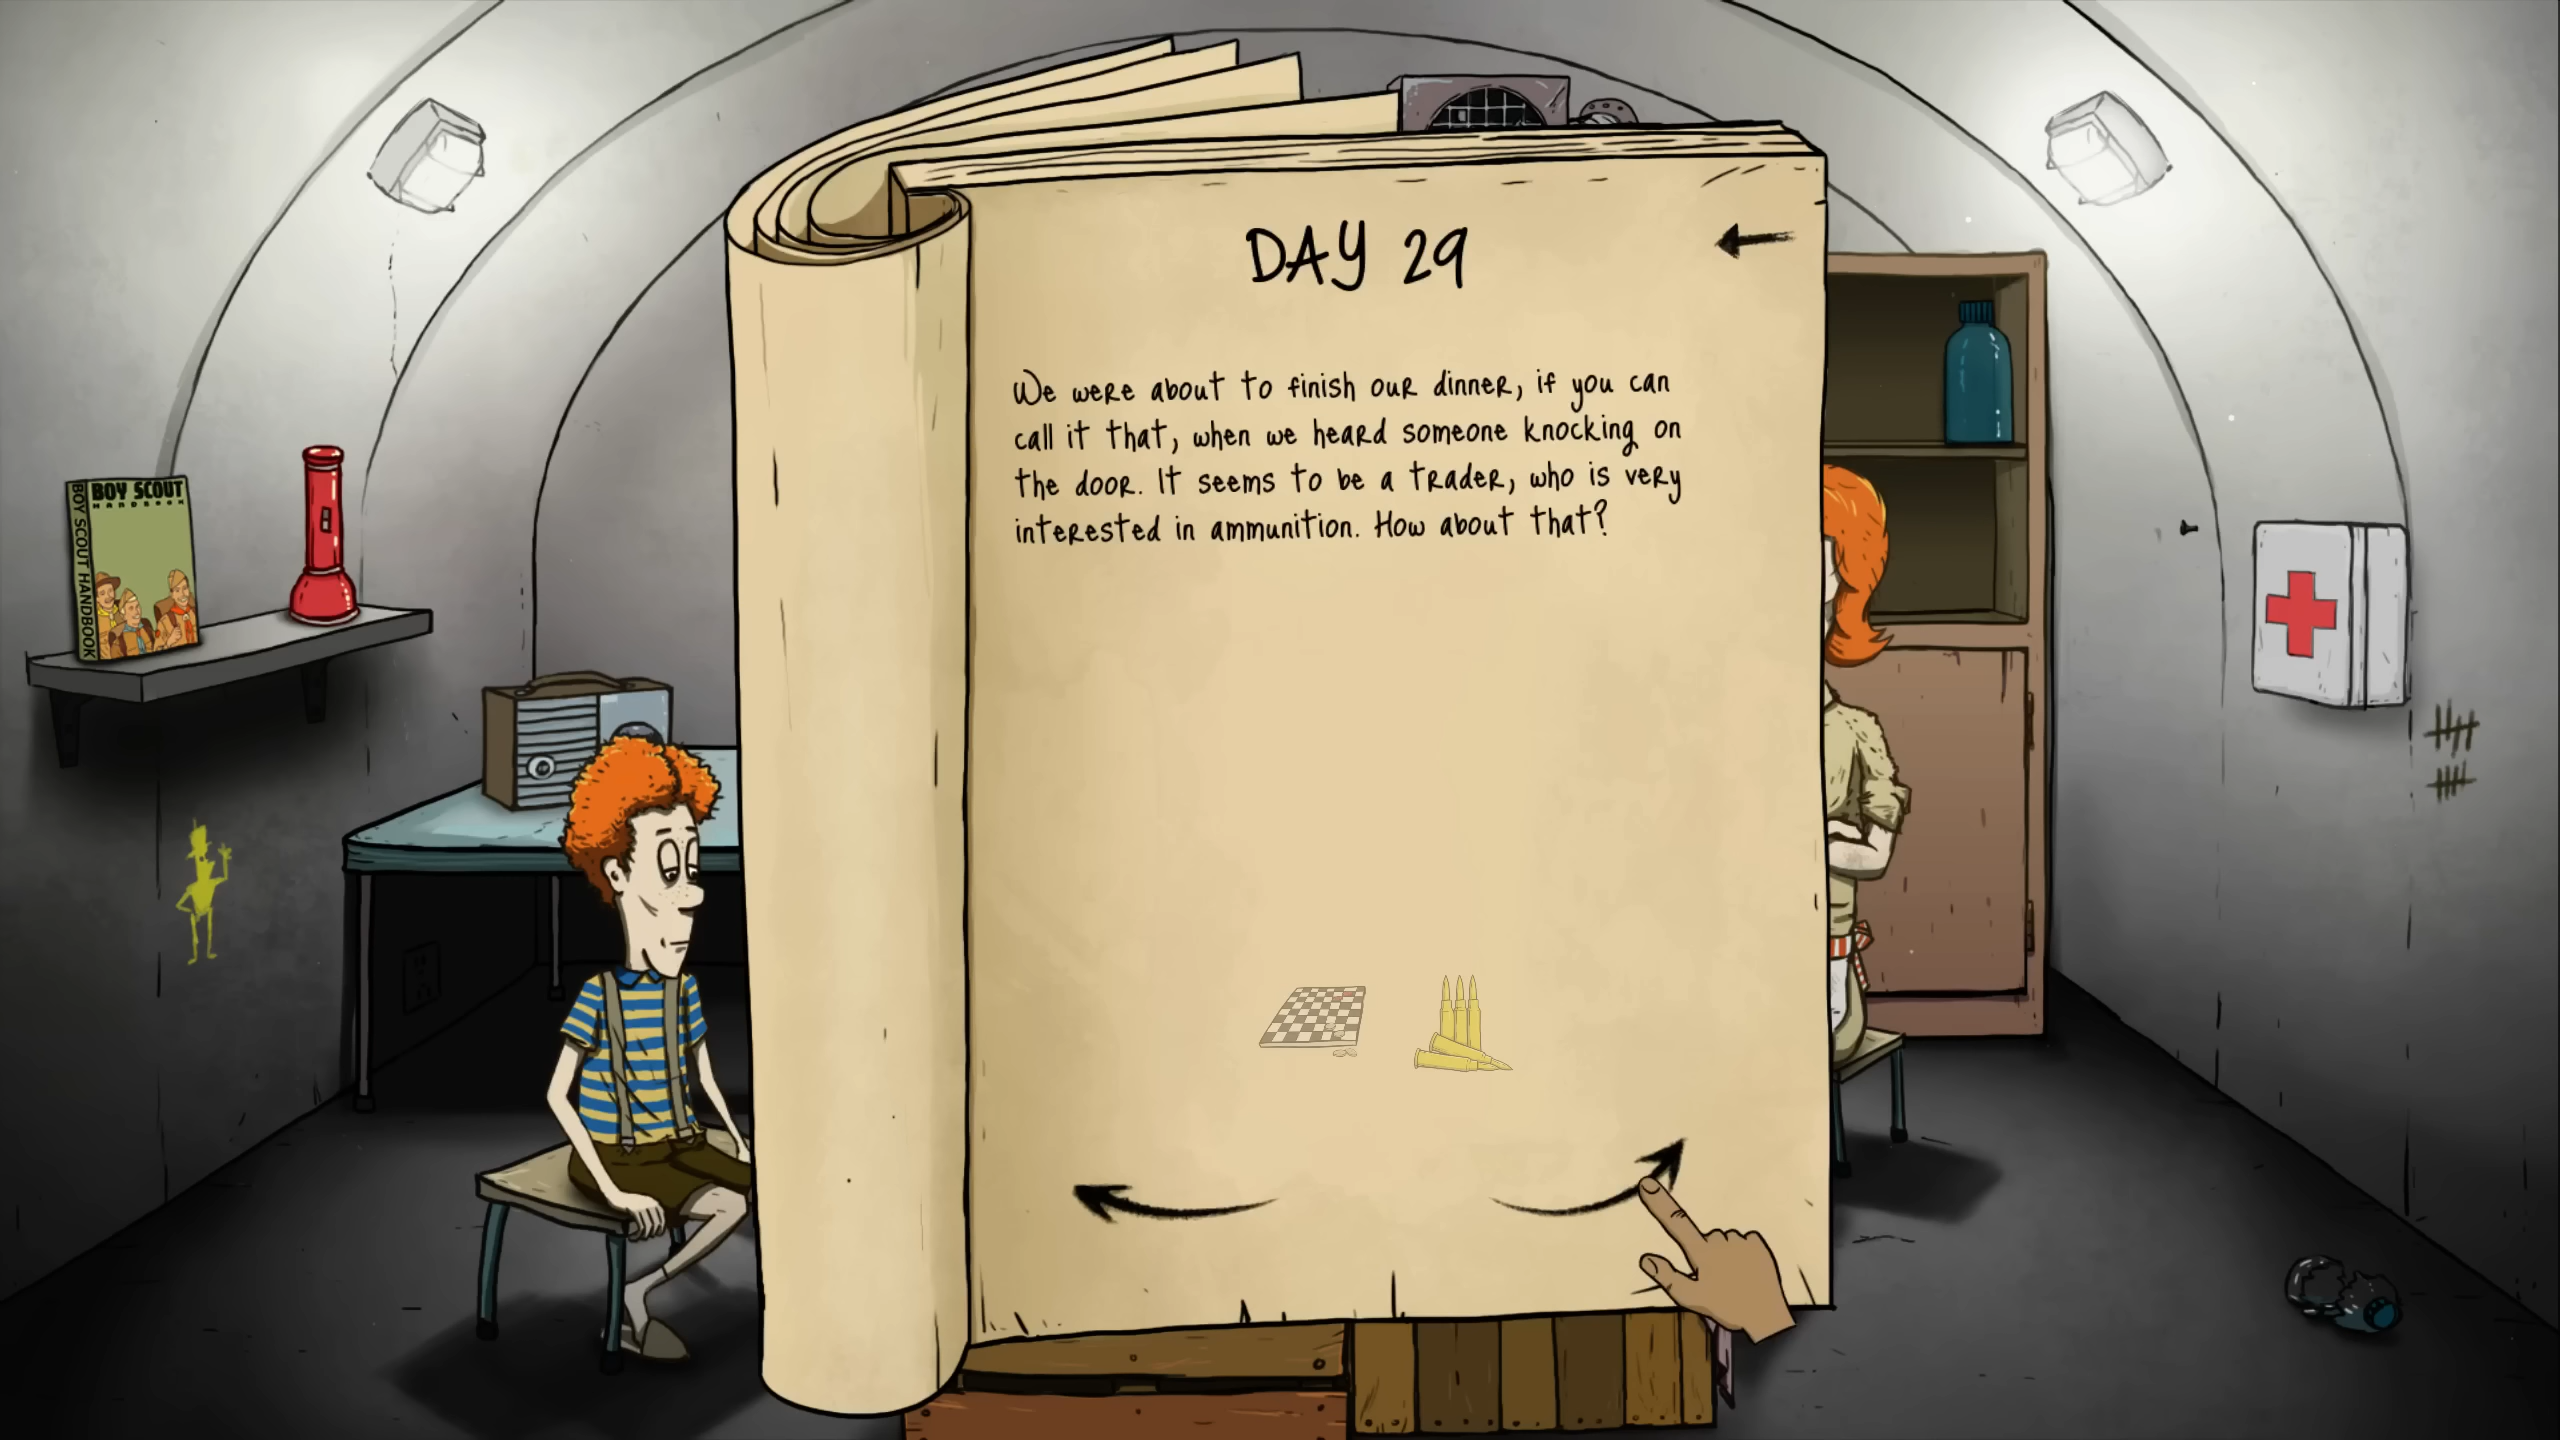 DAY 29
We were about to finish our dinner, if you can
call it that, when we heard someone knocking on
the door. It seems to be a trader, who is very
interested in ammunition. How about that?
BOY SCOUT
HANDBOOK
BOY SCOUT HANDBOOK